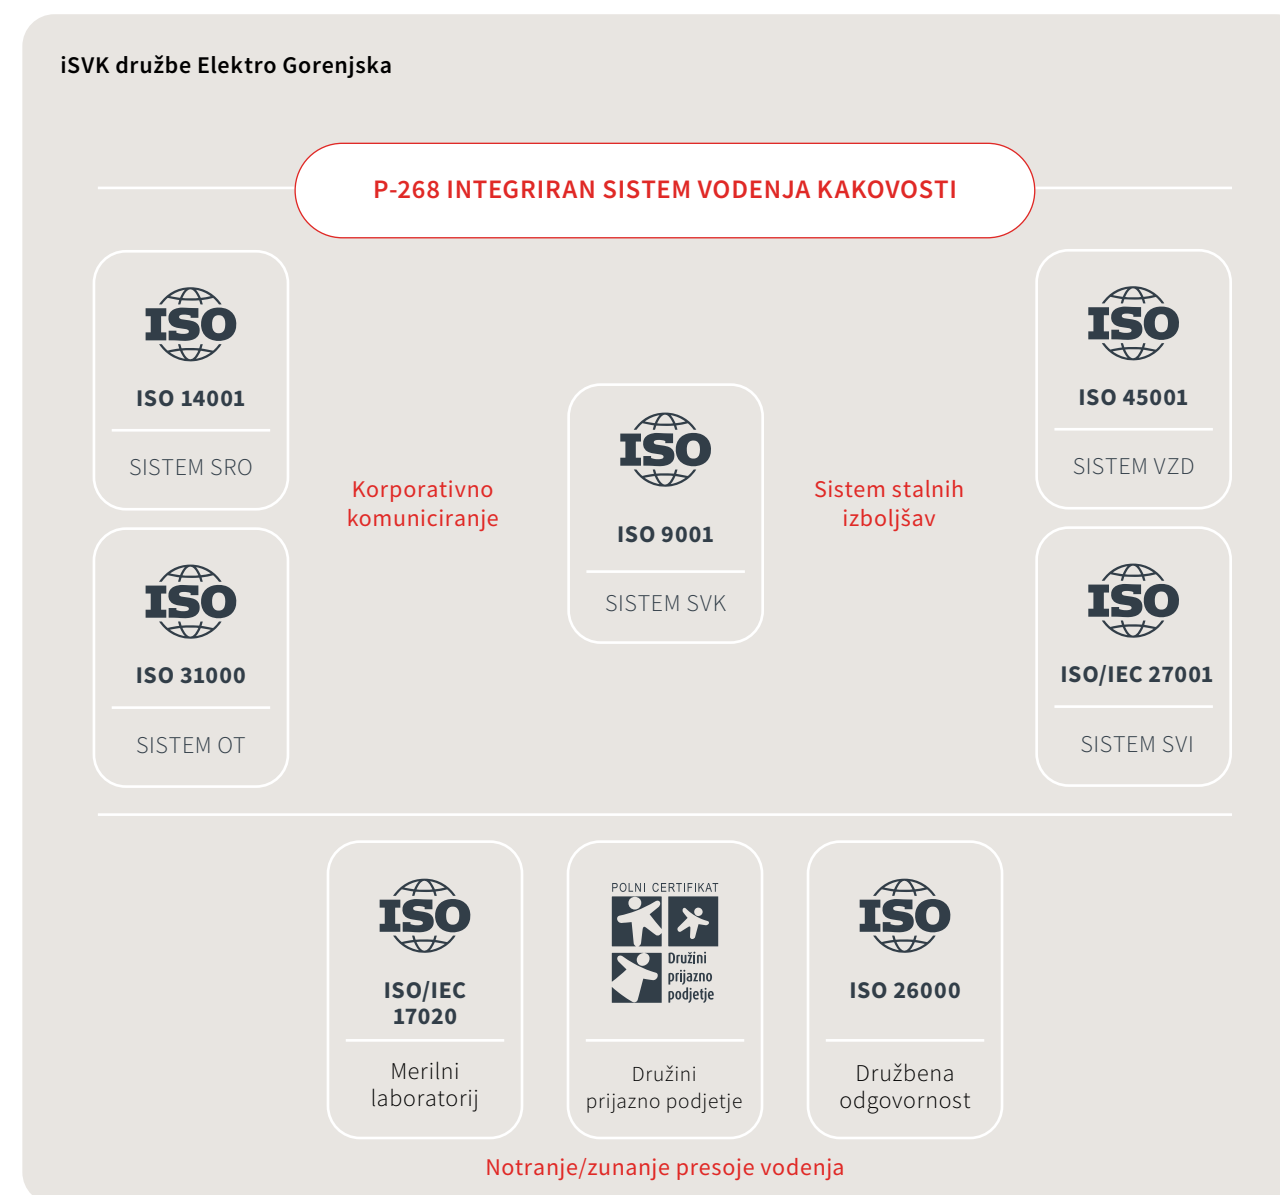 iSVK družbe Elektro Gorenjska
P-268 INTEGRIRAN SISTEM VODENJA KAKOVOSTI
ISO
ISO 14001
SISTEM SRO
ISO
ISO 31000
SISTEM OT
Korporativno
komuniciranje
ISO
ISO 9001
SISTEM SVK
Sistem stalnih
izboljšav
ISO
ISO 45001
SISTEM VZD
ISO
ISO/IEC 27001
SISTEM SVI
ISO
ISO/IEC
17020
Merilni
laboratorij
POLNI CERTIFIKAT
Družini
prijazno
podjetje
Družini
prijazno podjetje
ISO
ISO 26000
Družbena
odgovornost
Notranje/zunanje presoje vodenja